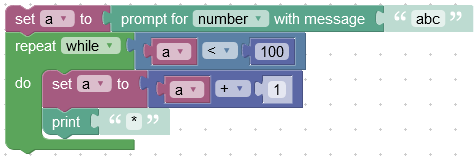 set a to prompt for number with message “ abc ”
repeat while a < 100
do set a to a + 1
print “ * ”